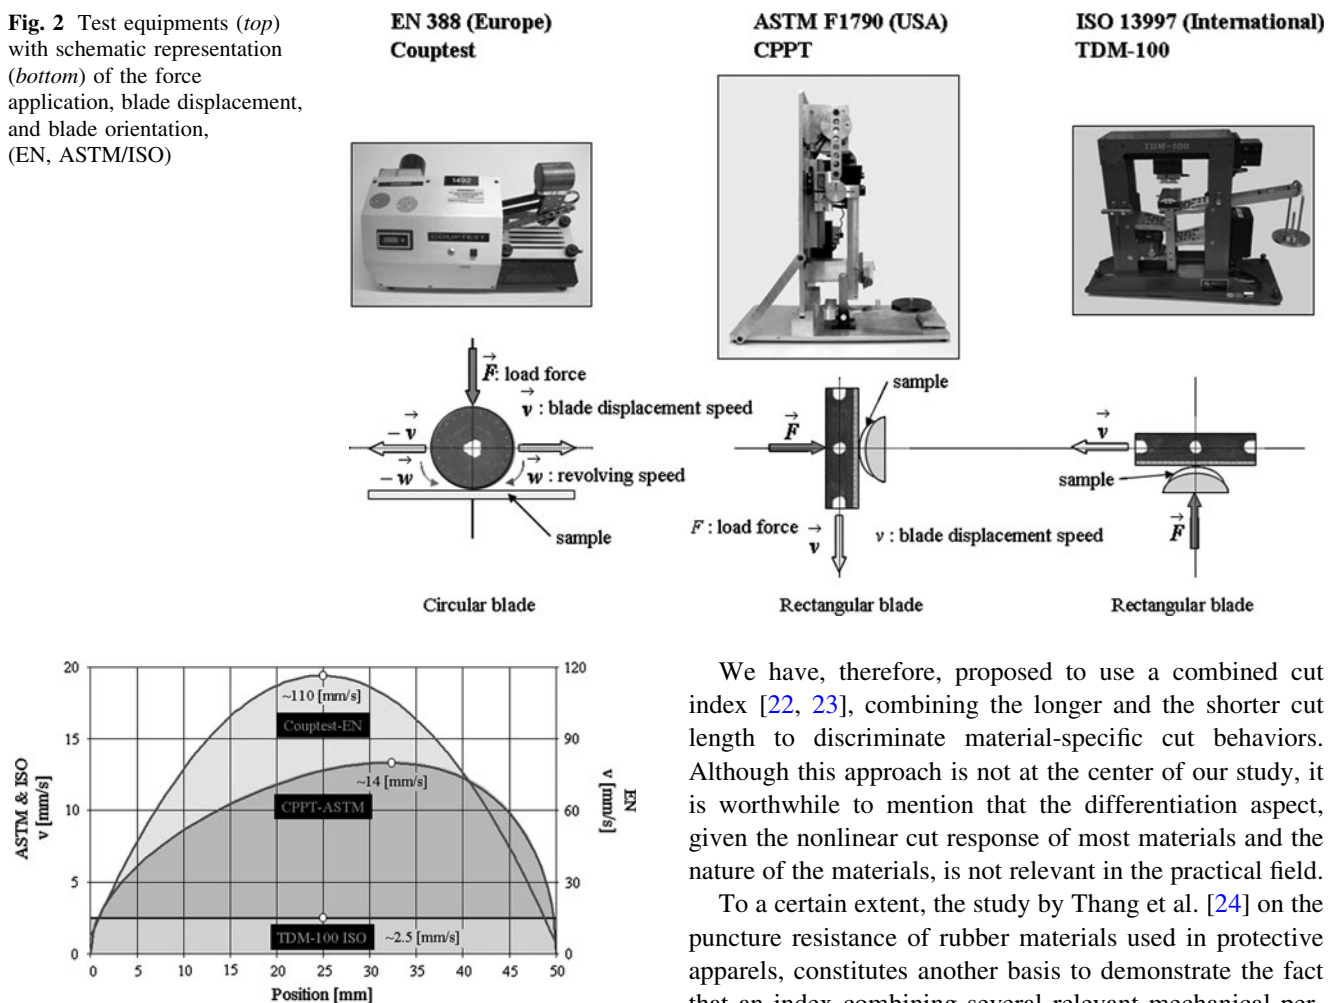 Fig. 2 Test equipments (top)
with schematic representation
(bottom) of the force
application, blade displacement,
and blade orientation,
(EN, ASTM/ISO)
EN 388 (Europe)
Couptest
ASTM F1790 (USA)
CPPT
ISO 13997 (International)
TDM-100
1492
COUPTEST
TDM-100
F: load force
v : blade displacement speed
– v
– w
w : revolving speed
sample
Circular blade
sample
F
F : load force
v
v : blade displacement speed
Rectangular blade
v
sample
F
Rectangular blade
20
15
10
5
0
ASTM & ISO
v [mm/s]
120
90
60
30
0
v [mm/s]
EN
~110 [mm/s]
Couptest-EN
~14 [mm/s]
CPPT-ASTM
TDM-100 ISO
~2.5 [mm/s]
0 5 10 15 20 25 30 35 40 45 50
Position [mm]
We have, therefore, proposed to use a combined cut
index [22, 23], combining the longer and the shorter cut
length to discriminate material-specific cut behaviors.
Although this approach is not at the center of our study, it
is worthwhile to mention that the differentiation aspect,
given the nonlinear cut response of most materials and the
nature of the materials, is not relevant in the practical field.
To a certain extent, the study by Thang et al. [24] on the
puncture resistance of rubber materials used in protective
apparels, constitutes another basis to demonstrate the fact
that an index combining several relevant mechanical per-